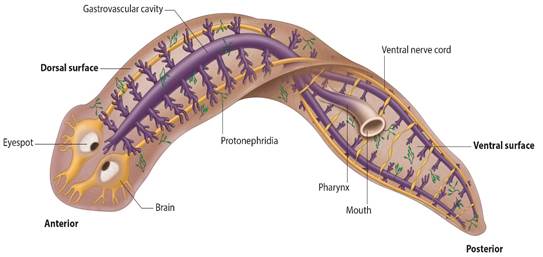 Gastrovascular cavity
Ventral nerve cord
Dorsal surface
Eyespot
Protonephridia
Ventral surface
Pharynx
Brain
Mouth
Anterior
Posterior